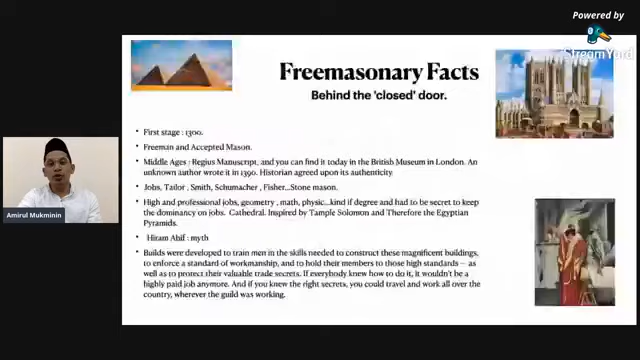 Powered by
StreamYard
Freemasonary Facts
Behind the 'closed' door.
• First stage : 1300.
• Freeman and Accepted Mason.
• Middle Ages : Regius Manuscript, and you can find it today in the British Museum in London. An
unknown author wrote it in 1390. Historian agreed upon its authenticity.
• Jobs, Tailor , Smith, Schumacher , Fisher...Stone mason.
• High and professional jobs, geometry , math, physic...kind if degree and had to be secret to keep
the dominancy on jobs. Cathedral. Inspired by Tample Solomon and Therefore the Egyptian
Pyramids.
• Hiram Abif : myth
• Builds were developed to train men in the skills needed to construct these magnificent buildings,
to enforce a standard of workmanship, and to hold their members to those high standards — as
well as to protect their valuable trade secrets. If everybody knew how to do it, it wouldn't be a
highly paid job anymore. And if you knew the right secrets, you could travel and work all over the
country, wherever the guild was working.
Amirul Mukminin